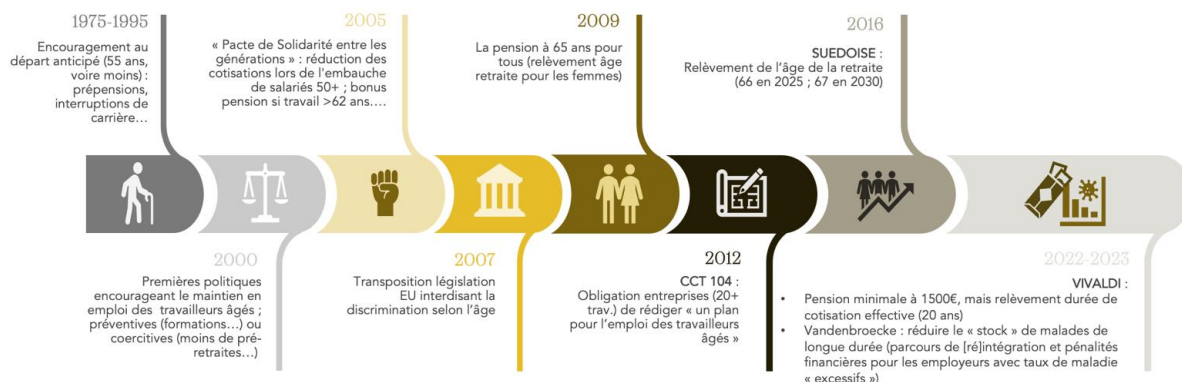 1975-1995
Encouragement au
départ anticipé (55 ans,
voire moins) :
prépensions,
interruptions de
carrière…
2000
Premières politiques
encourageant le maintien en
emploi des travailleurs âgés ;
préventives (formations…) ou
coercitives (moins de pré-
retraites…)
2005
« Pacte de Solidarité entre les
générations » : réduction des
cotisations lors de l'embauche
de salariés 50+ ; bonus
pension si travail >62 ans….
2007
Transposition législation
EU interdisant la
discrimination selon l'âge
2009
La pension à 65 ans pour
tous (relèvement âge
retraite pour les femmes)
2012
CCT 104 :
Obligation entreprises (20+
trav.) de rédiger « un plan
pour l'emploi des travailleurs
âgés »
2016
SUEDOISE :
Relèvement de l'âge de la retraite
(66 en 2025 ; 67 en 2030)
2022-2023
VIVALDI :
• Pension minimale à 1500€, mais relèvement durée de
cotisation effective (20 ans)
• Vandenbroecke : réduire le « stock » de malades de
longue durée (parcours de [ré]intégration et pénalités
financières pour les employeurs avec taux de maladie
« excessifs »)